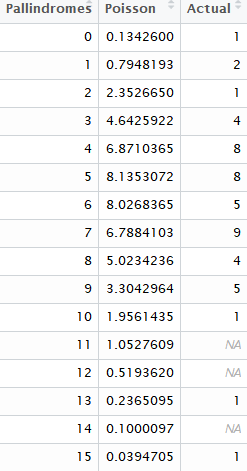 Pallindromes Poisson Actual
0 0.1342600 1
1 0.7948193 2
2 2.3526650 1
3 4.6425922 4
4 6.8710365 8
5 8.1353072 8
6 8.0268365 5
7 6.7884103 9
8 5.0234236 4
9 3.3042964 5
10 1.9561435 1
11 1.0527609 NA
12 0.5193620 NA
13 0.2365095 1
14 0.1000097 NA
15 0.0394705 1